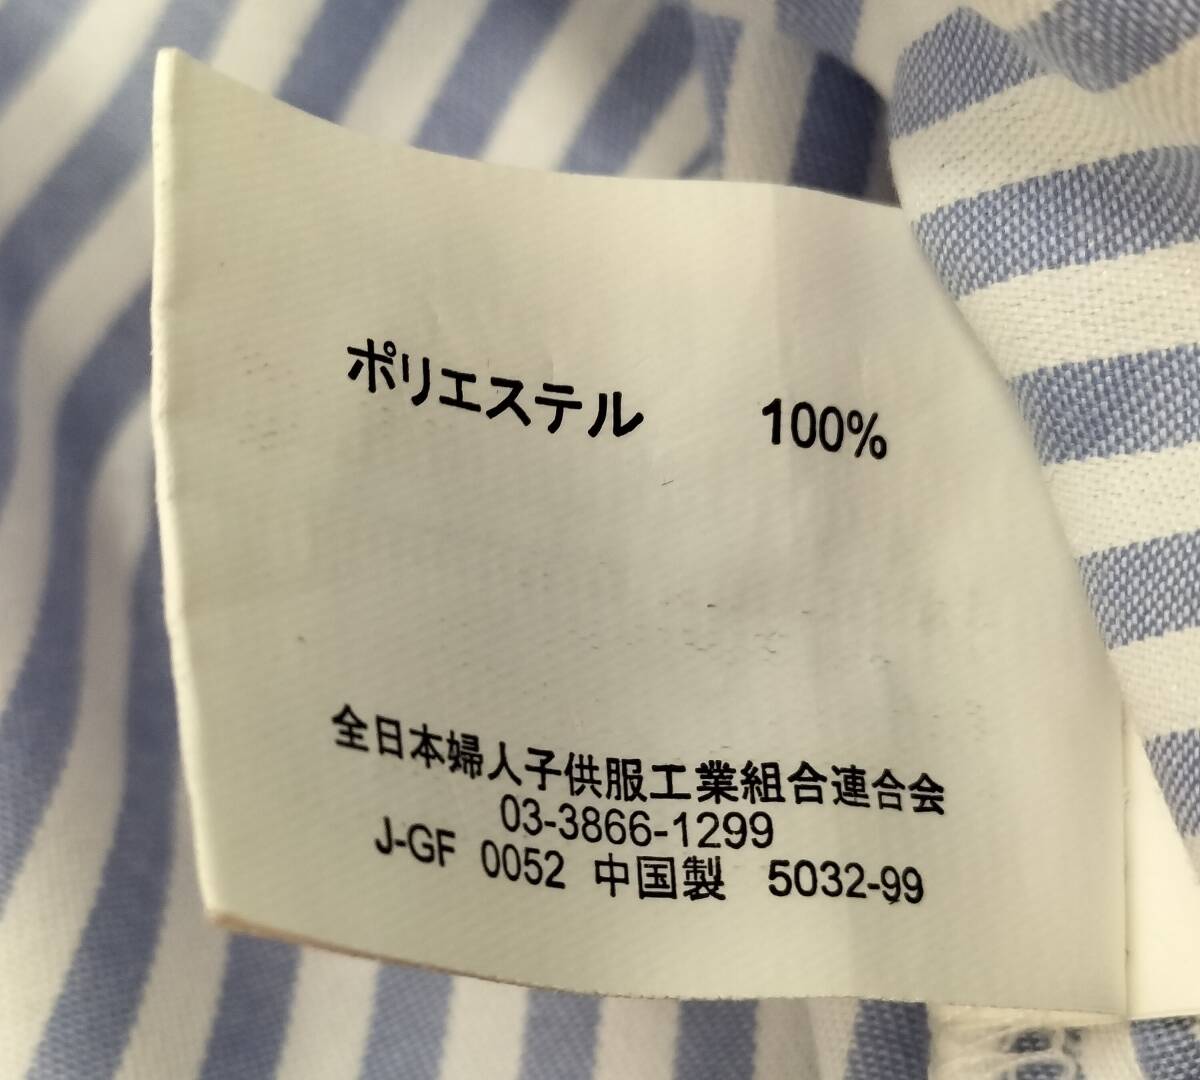 ポリエステル 100%
全日本婦人子供服工業組合連合会
03-3866-1299
J-GF 0052 中国製 5032-99